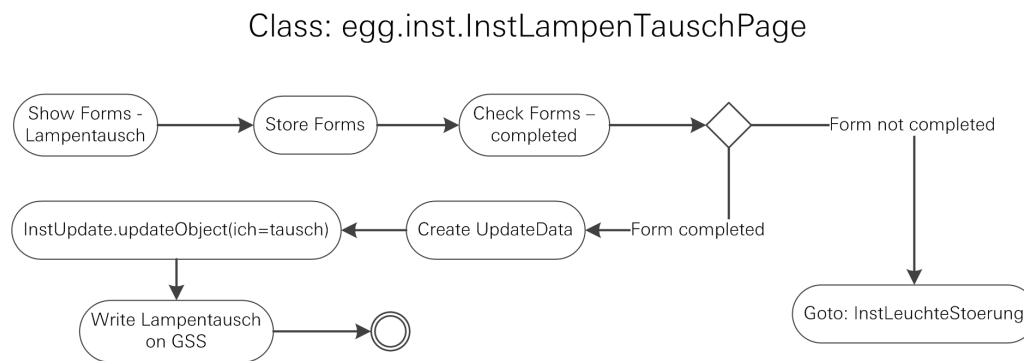 Class: egg.inst.InstLampenTauschPage
Show Forms -
Lampentausch
Store Forms
Check Forms –
completed
Form not completed
InstUpdate.updateObject(ich=tausch)
Create UpdateData
Form completed
Write Lampentausch
on GSS
Goto: InstLeuchteStoerung